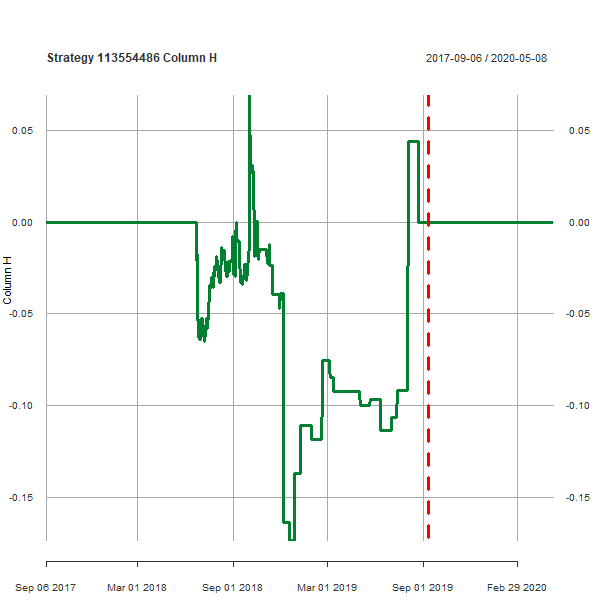 Strategy 113554486 Column H 2017-09-06 / 2020-05-08
0.05 0.05
0.00 0.00
-0.05 -0.05
-0.10 -0.10
-0.15 -0.15
Column H
Sep 06 2017 Mar 01 2018 Sep 01 2018 Mar 01 2019 Sep 01 2019 Feb 29 2020